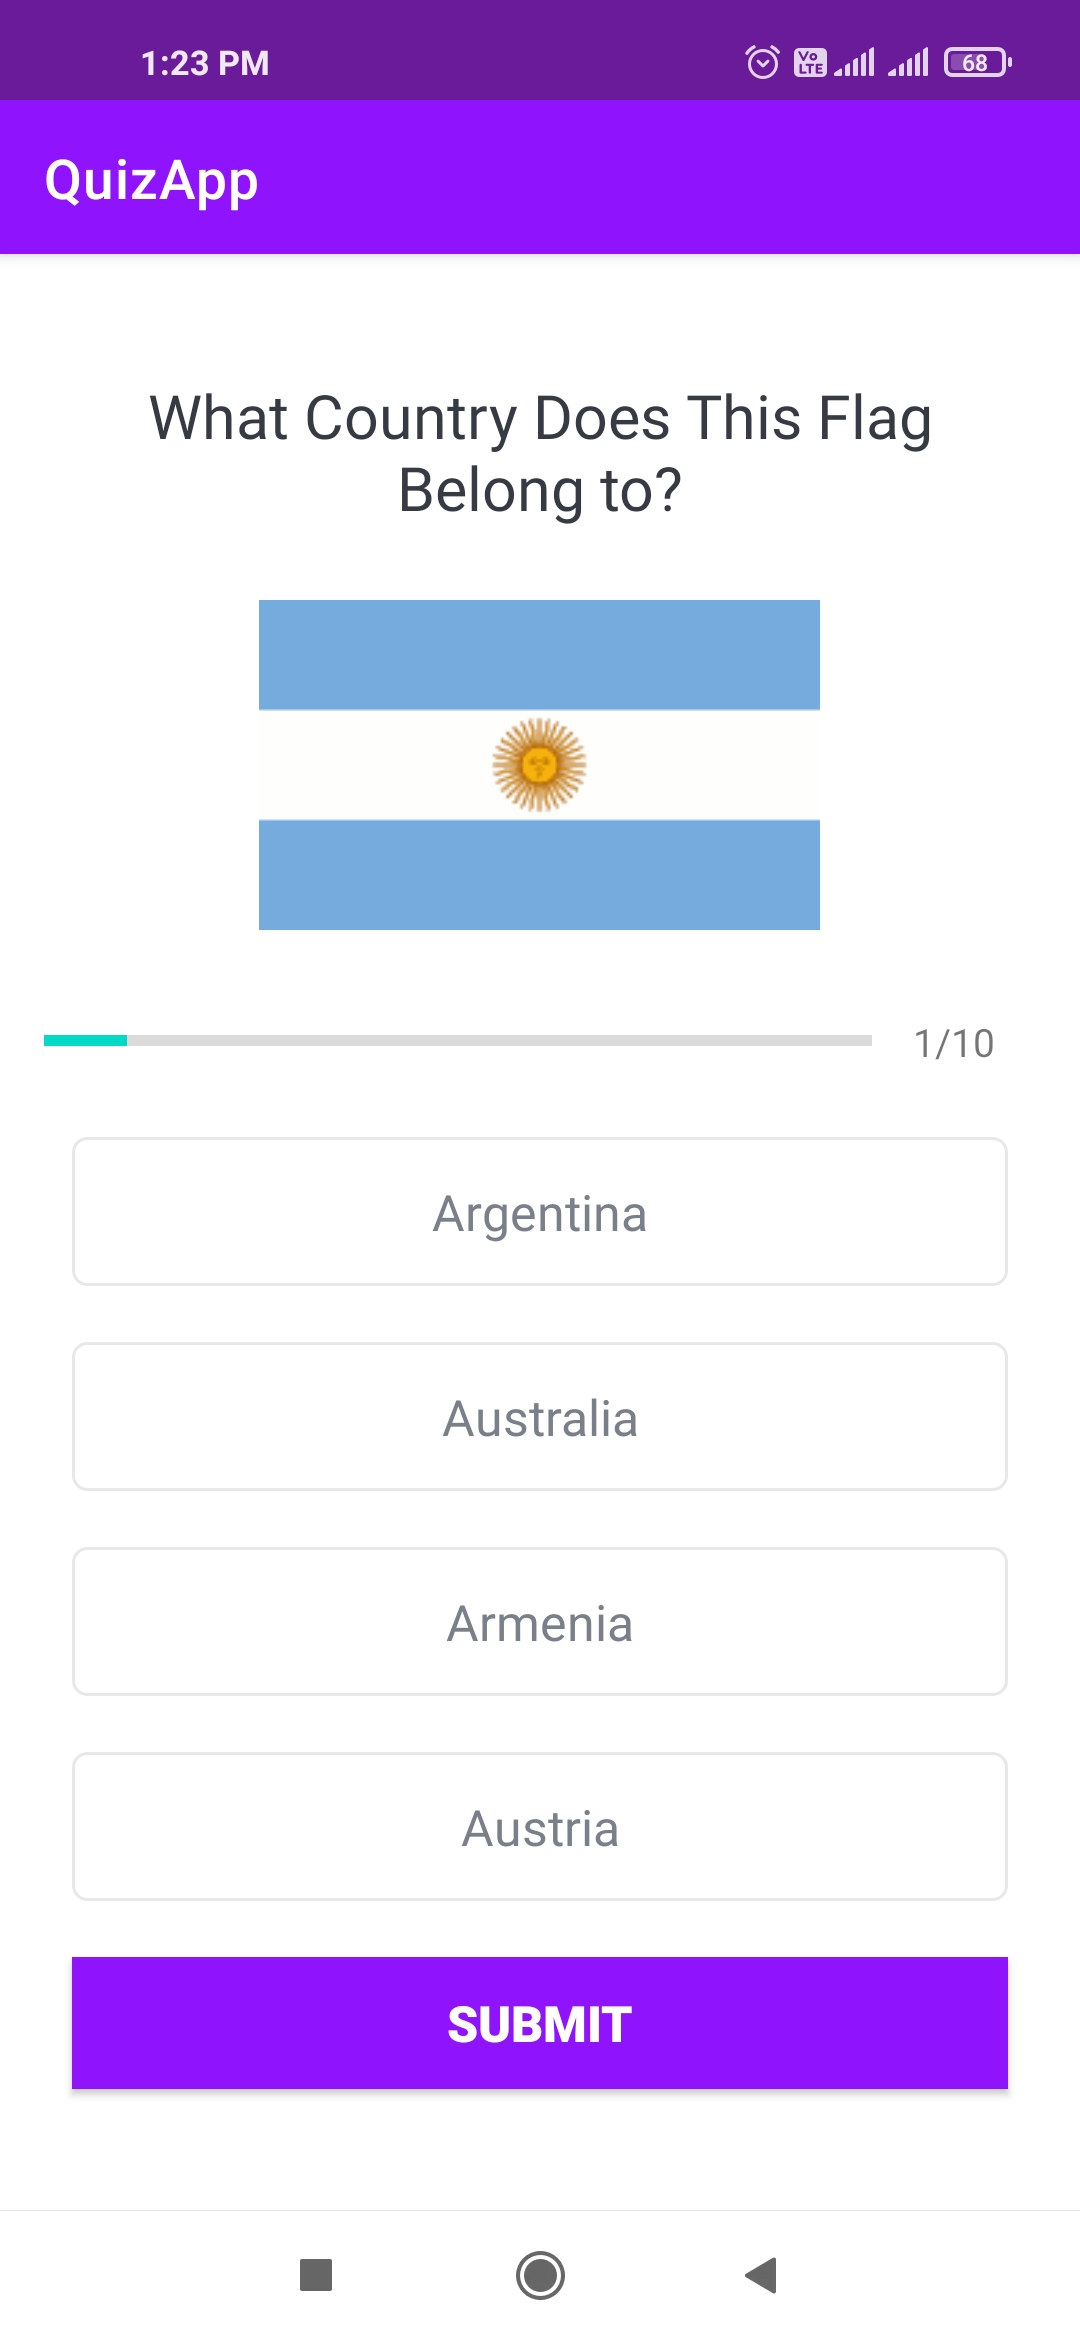 1:23 PM
Vo LTE
68
QuizApp
What Country Does This Flag
Belong to?
1/10
Argentina
Australia
Armenia
Austria
SUBMIT